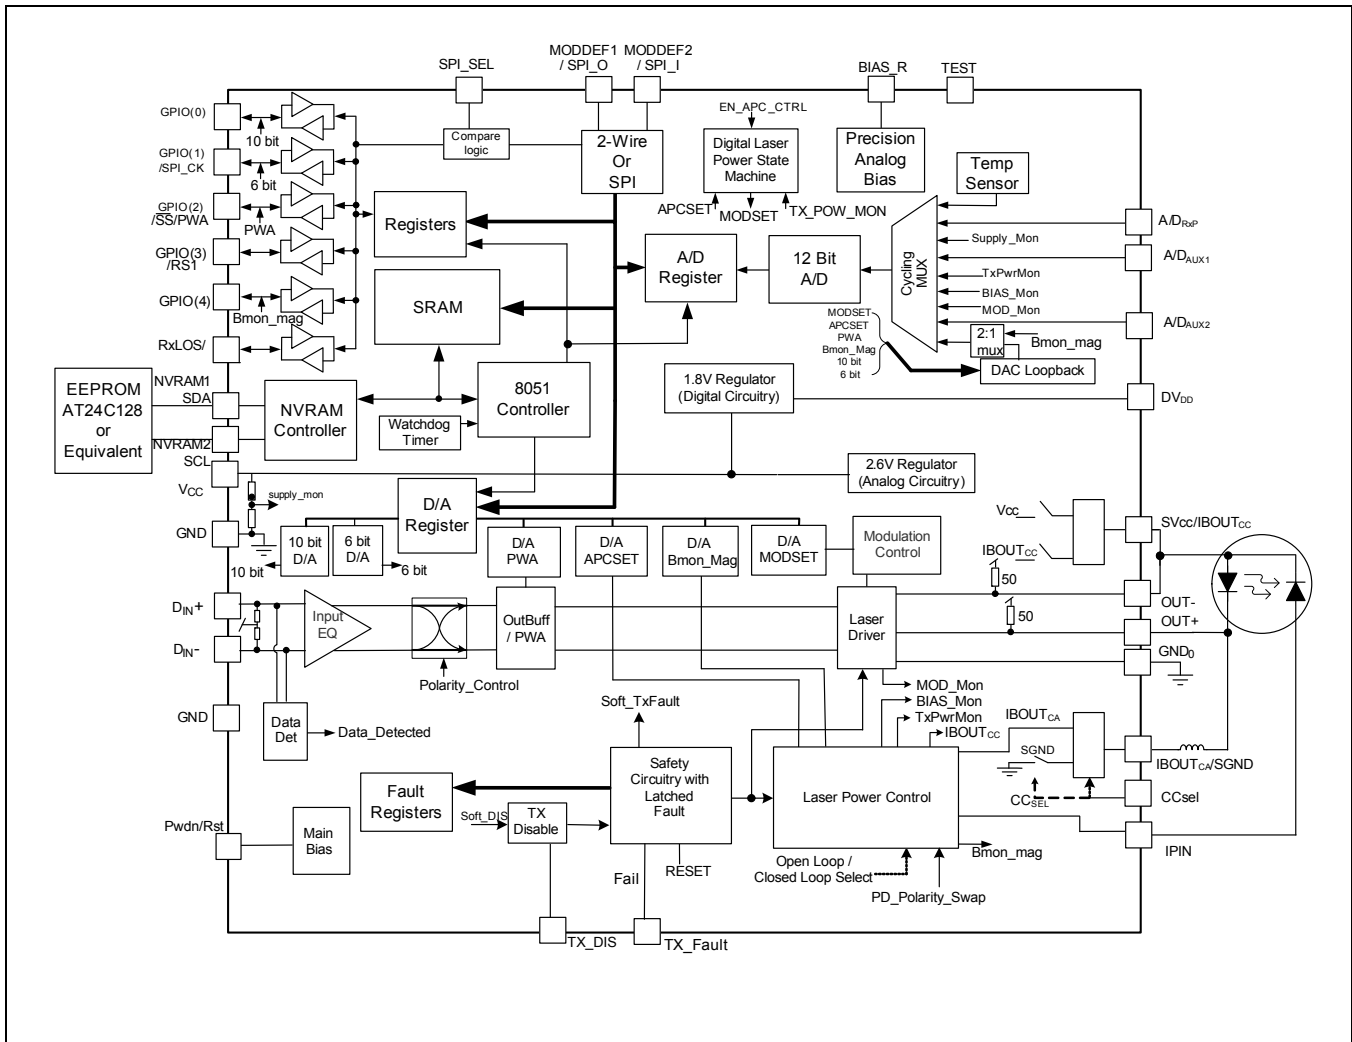 MODDEF1
/ SPI_O
MODDEF2
/ SPI_I
SPI_SEL
BIAS_R
TEST
GPIO(0)
10 bit
GPIO(1)
/SPI_CK
6 bit
GPIO(2)
/SS/PWA
PWA
GPIO(3)
/RS1
GPIO(4)
Bmon_mag
RxLOS/
Compare
logic
2-Wire
Or
SPI
EN_APC_CTRL
Digital Laser
Power State
Machine
APCSET
MODSET
TX_POW_MON
Precision
Analog
Bias
Temp
Sensor
Registers
A/D
Register
12 Bit
A/D
Cycling
MUX
A/DRxP
Supply_Mon
A/DAUX1
TxPwrMon
BIAS_Mon
MOD_Mon
A/DAUX2
SRAM
MODSET
APCSET
PWA
Bmon_Mag
10 bit
6 bit
2:1
mux
Bmon_mag
DAC Loopback
EEPROM
AT24C128
or
Equivalent
NVRAM1
SDA
NVRAM2
SCL
NVRAM
Controller
8051
Controller
Watchdog
Timer
1.8V Regulator
(Digital Circuitry)
DVDD
2.6V Regulator
(Analog Circuitry)
VCC
supply_mon
GND
D/A
Register
10 bit
D/A
6 bit
D/A
10 bit
6 bit
D/A
PWA
D/A
APCSET
D/A
Bmon_Mag
D/A
MODSET
Modulation
Control
Vcc
IBOUTCC
SVcc/IBOUTCC
50
50
OUT-
OUT+
GND0
DIN+
DIN-
Input
EQ
Polarity_Control
OutBuff
/ PWA
Laser
Driver
MOD_Mon
BIAS_Mon
TxPwrMon
IBOUTCC
GND
Data
Det
Data_Detected
Soft_TxFault
Safety
Circuitry with
Latched
Fault
Laser Power Control
IBOUTCA
SGND
CCSEL
IBOUTCA/SGND
CCsel
IPIN
Fault
Registers
Soft_DIS
TX
Disable
Pwdn/Rst
Main
Bias
Fail
RESET
Open Loop /
Closed Loop Select
Bmon_mag
PD_Polarity_Swap
TX_DIS
TX_Fault